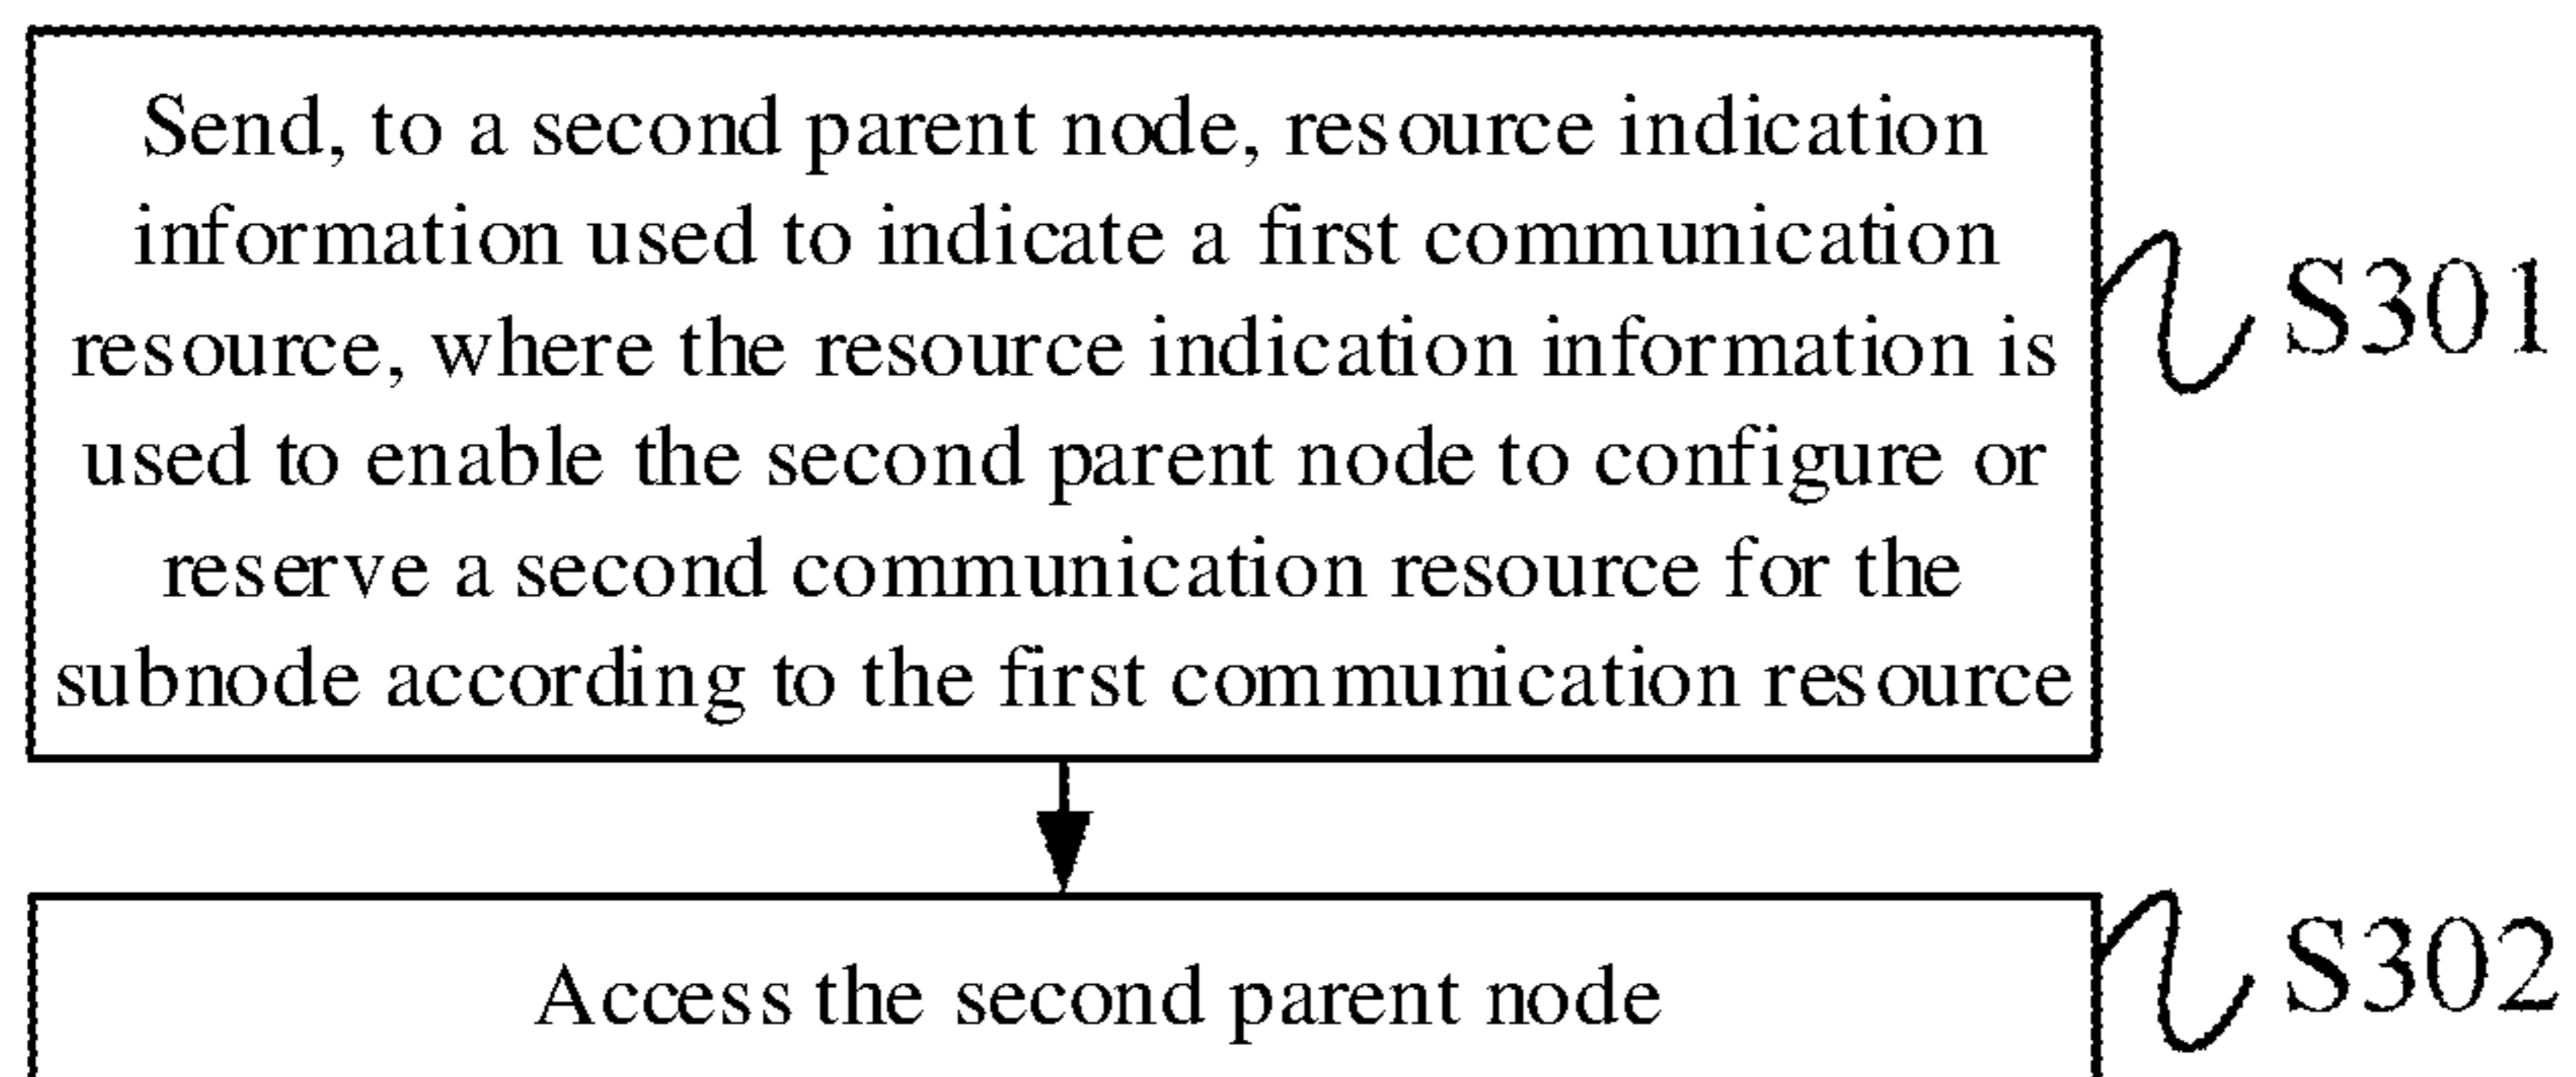 Send, to a second parent node, resource indication
information used to indicate a first communication
resource, where the resource indication information is
used to enable the second parent node to configure or
reserve a second communication resource for the
subnode according to the first communication resource
S301
Access the second parent node
S302